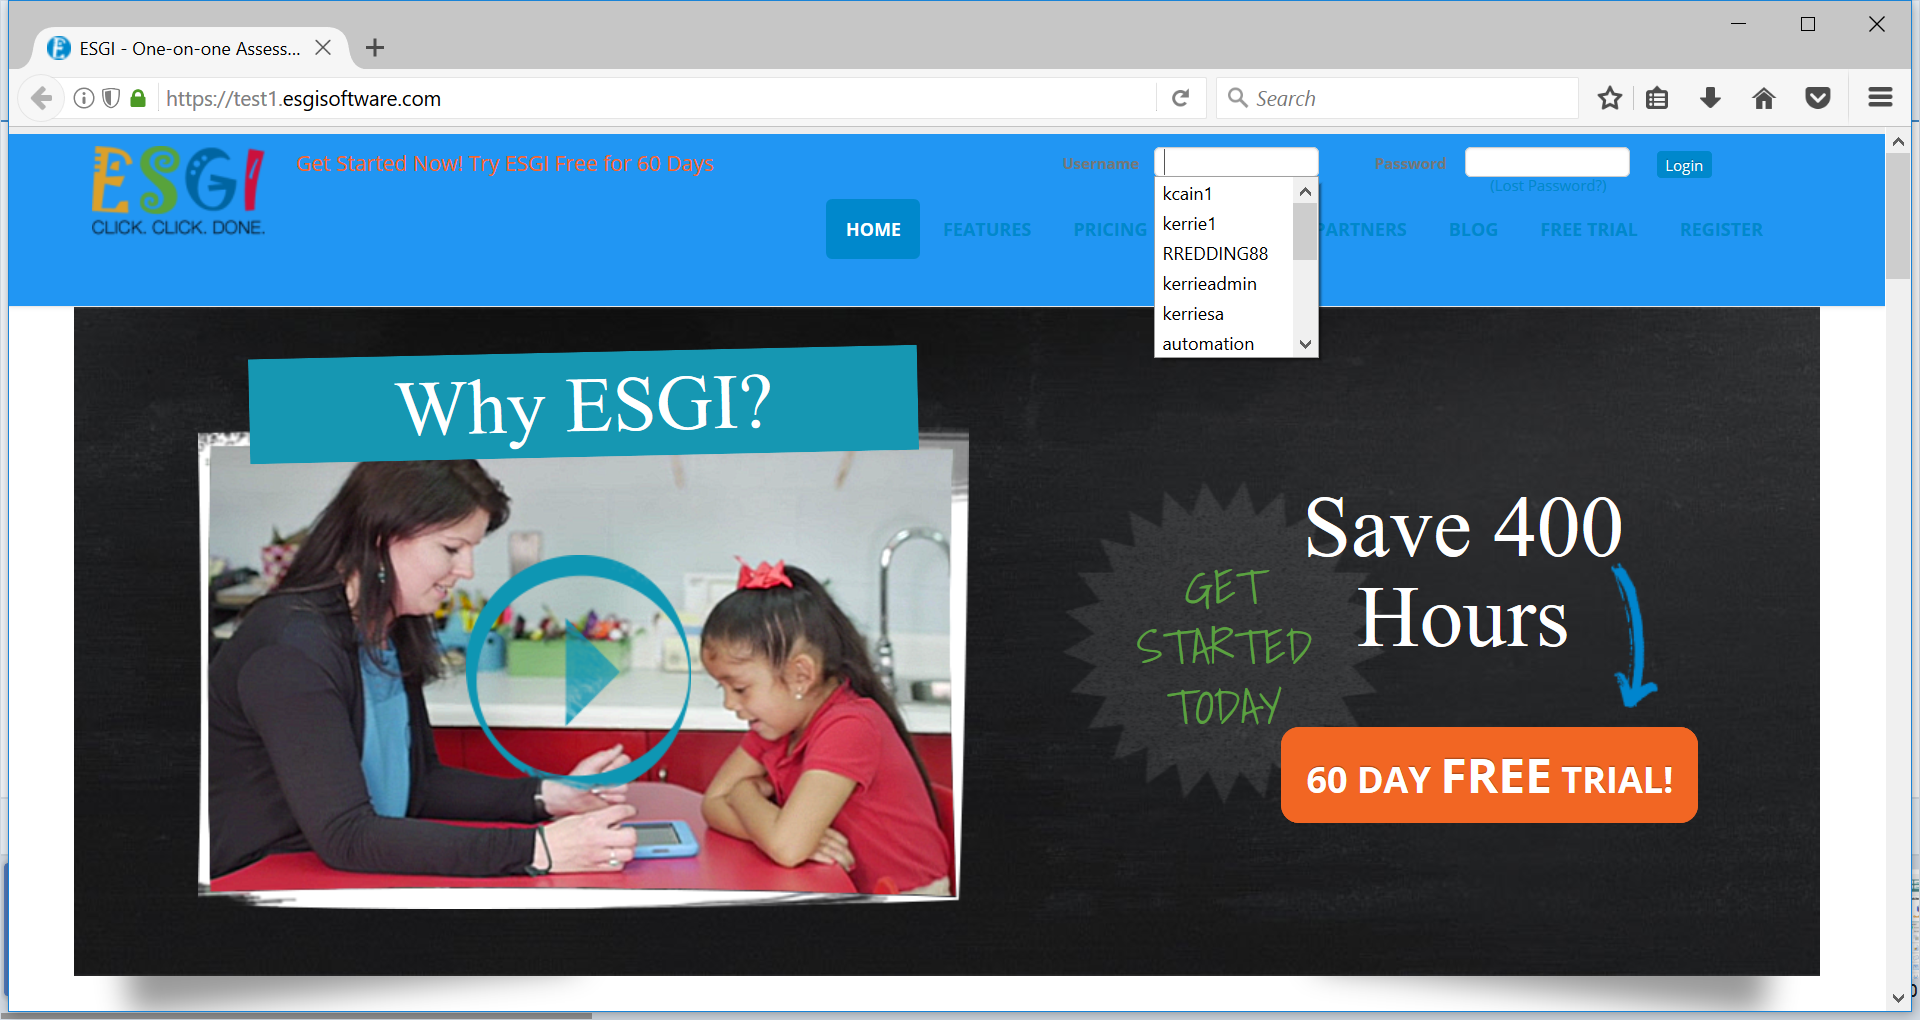 ESGI - One-on-one Assess...
https://test1.esgisoftware.com
Search
ESGI
CLICK. CLICK. DONE.
Get Started Now! Try ESGI Free for 60 Days
Username
Password
Login
(Lost Password?)
kcain1
kerrie1
RREDDING88
kerrieadmin
kerriesa
automation
HOME FEATURES PRICING PARTNERS BLOG FREE TRIAL REGISTER
Why ESGI?
Save 400
Hours
GET
STARTED
TODAY
60 DAY FREE TRIAL!